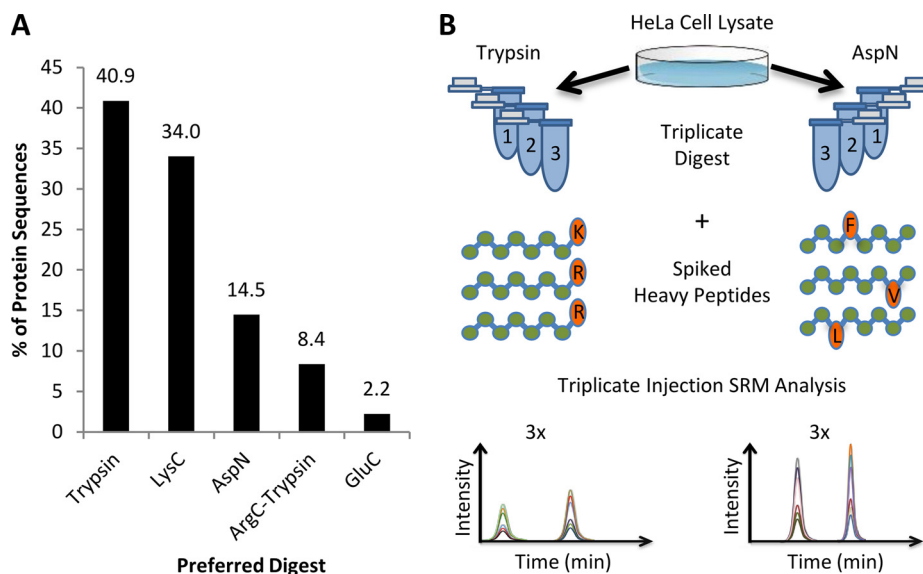 A
% of Protein Sequences
45
40
35
30
25
20
15
10
5
0
40.9
34.0
14.5
8.4
2.2
Trypsin
LysC
AspN
ArgC-Trypsin
GluC
Preferred Digest
B
HeLa Cell Lysate
Trypsin
AspN
1
2
3
Triplicate
Digest
3
2
1
+
K
R
R
Spiked
Heavy Peptides
F
V
L
Triplicate Injection SRM Analysis
3x
Intensity
Time (min)
3x
Intensity
Time (min)